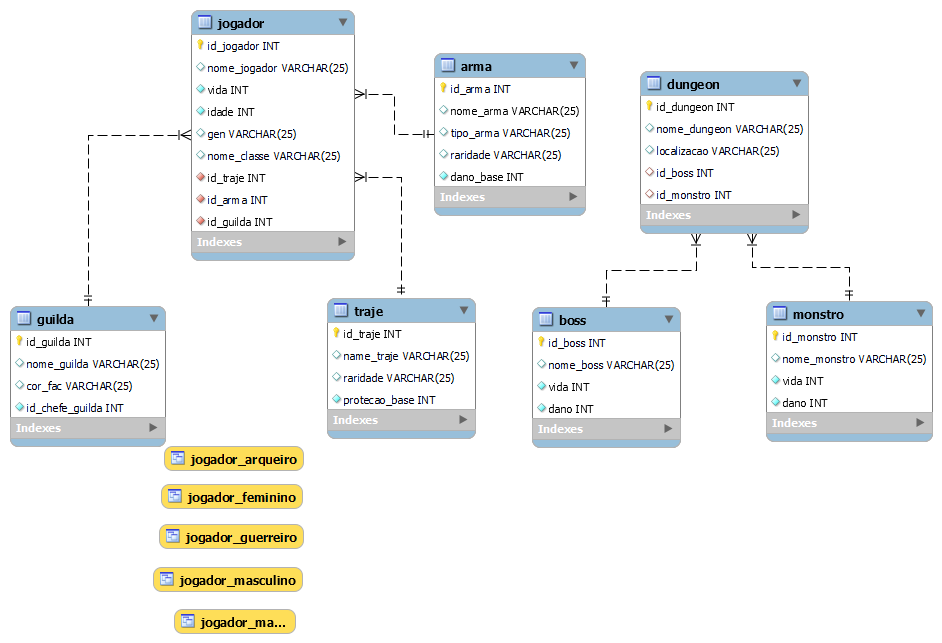 jogador
id_jogador INT
nome_jogador VARCHAR(25)
vida INT
idade INT
gen VARCHAR(25)
nome_classe VARCHAR(25)
id_traje INT
id_arma INT
id_guilda INT
Indexes
arma
id_arma INT
nome_arma VARCHAR(25)
tipo_arma VARCHAR(25)
raridade VARCHAR(25)
dano_base INT
Indexes
dungeon
id_dungeon INT
nome_dungeon VARCHAR(25)
localizacao VARCHAR(25)
id_boss INT
id_monstro INT
Indexes
guilda
id_guilda INT
nome_guilda VARCHAR(25)
cor_fac VARCHAR(25)
id_chefe_guilda INT
Indexes
traje
id_traje INT
name_traje VARCHAR(25)
raridade VARCHAR(25)
protecao_base INT
Indexes
boss
id_boss INT
nome_boss VARCHAR(25)
vida INT
dano INT
Indexes
monstro
id_monstro INT
nome_monstro VARCHAR(25)
vida INT
dano INT
Indexes
jogador_arqueiro
jogador_feminino
jogador_guerreiro
jogador_masculino
jogador_ma...